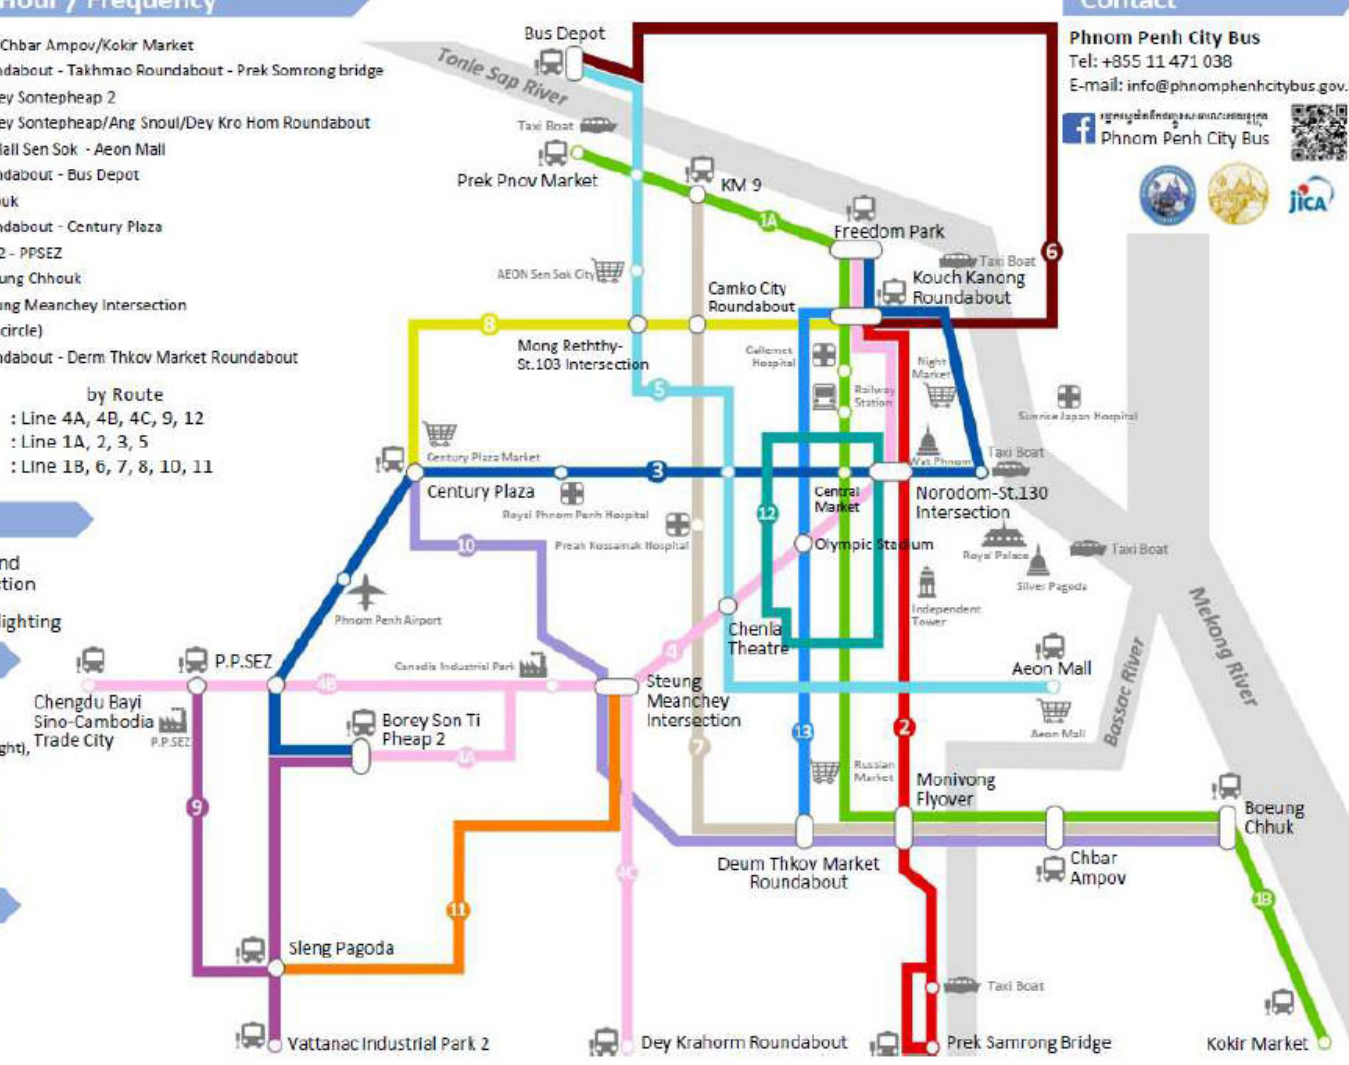 Hour / Frequency
Chbar Ampov/Kokir Market
ndabout - Takhmao Roundabout - Prek Somrong bridge
ey Sontepheap 2
ey Sontepheap/Ang Snoul/Dey Kro Hom Roundabout
Mall Sen Sok - Aeon Mall
ndabout - Bus Depot
ouk
ndabout - Century Plaza
2 - PPSEZ
ung Chhouk
ung Meanchey Intersection
circle)
ndabout - Derm Thkov Market Roundabout
by Route
: Line 4A, 4B, 4C, 9, 12
: Line 1A, 2, 3, 5
: Line 1B, 6, 7, 8, 10, 11
nd
ction
lighting
ght),
Contact
Phnom Penh City Bus
Tel: +855 11 471 038
E-mail: info@phnomphenhcitybus.gov.
Phnom Penh City Bus
jICA
Bus Depot
Tonle Sap River
Taxi Boat
Prek Pnov Market
KM 9
1A
Freedom Park
Taxi Boat
6
AEON Sen Sok City
Camko City
Roundabout
Kouch Kanong
Roundabout
8
Mong Reththy-
St.103 Intersection
Callemet
Hospital
Night
Market
5
Railway
Station
Sunrise Japan Hospital
Century Plaza Market
Wat Phnom
Taxi Boat
3
Century Plaza
Central
Market
Norodom-St.130
Intersection
Royal Phnom Penh Hospital
12
10
Preah Kossamak Hospital
Olympic Stadium
Royal Palace
Taxi Boat
Silver Pagoda
Phnom Penh Airport
Independent
Tower
Mekong River
Chenla
Theatre
4
Bassac River
P.P.SEZ
Canadia Industrial Park
Aeon Mall
4B
Chengdu Bayi
Sino-Cambodia
Trade City
P.P.SEZ
Steung
Meanchey
Intersection
Borey Son Ti
Pheap 2
4A
7
13
2
Aeon Mall
9
Russian
Market
Monivong
Flyover
Boeung
Chhuk
Deum Thkov Market
Roundabout
Chbar
Ampov
4C
11
1B
Sleng Pagoda
Taxi Boat
Vattanac Industrial Park 2
Dey Krahorm Roundabout
Prek Samrong Bridge
Kokir Market